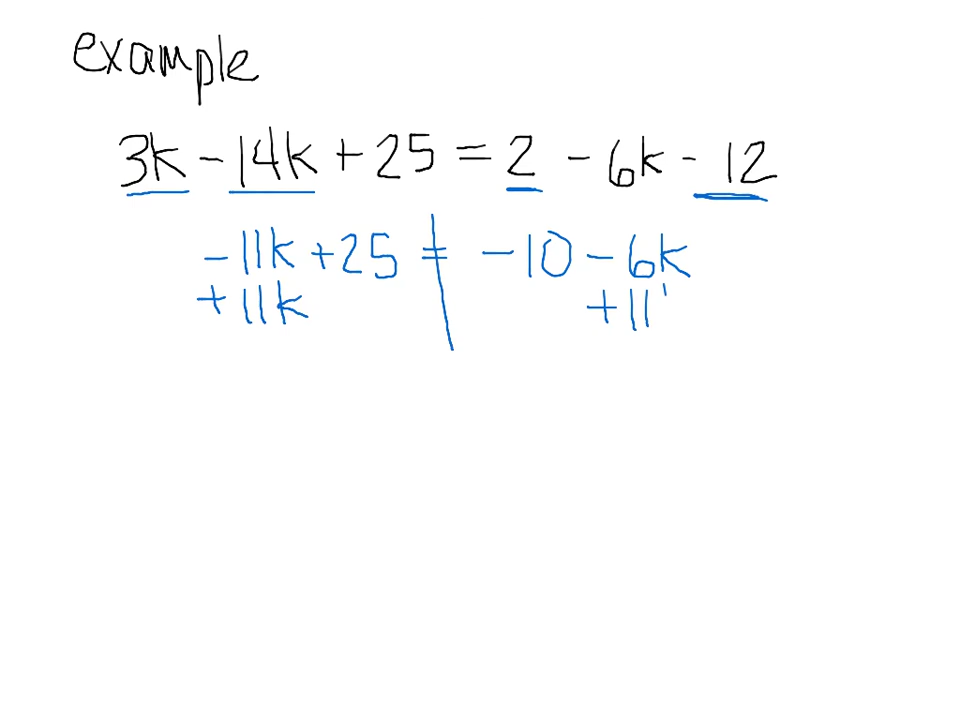 example
3k - 14k + 25 = 2 - 6k - 12
- 11k + 25 = - 10 - 6k
+ 11k + 11